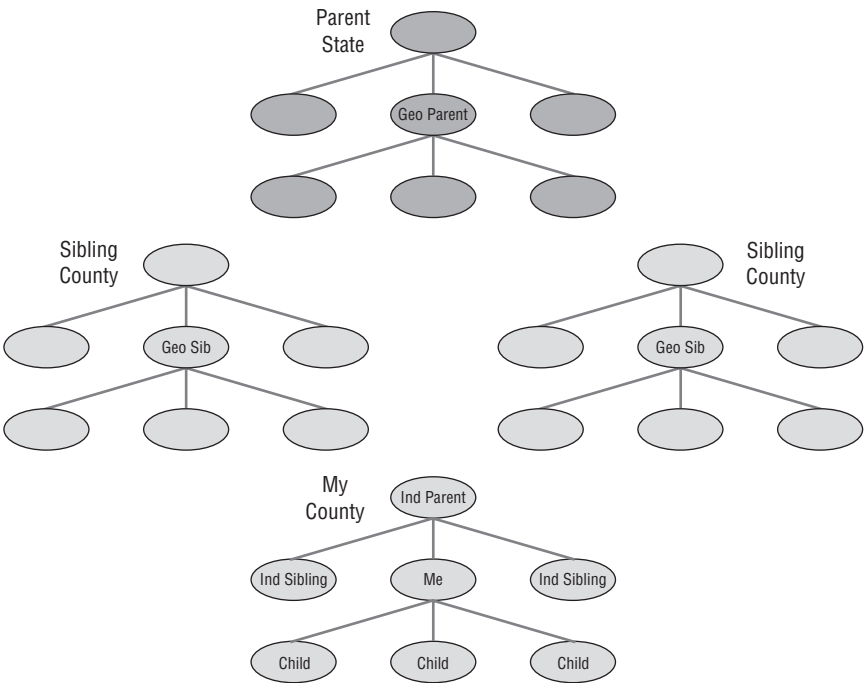 Parent
State
Geo Parent
Sibling
County
Geo Sib
Sibling
County
Geo Sib
My
County
Ind Parent
Ind Sibling
Me
Ind Sibling
Child
Child
Child